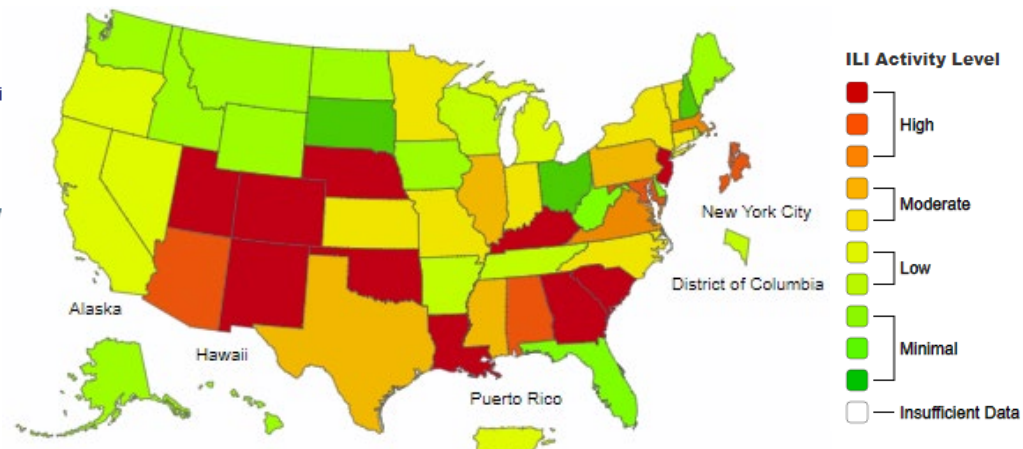 ILI Activity Level
High
Moderate
Low
Minimal
Insufficient Data
New York City
District of Columbia
Alaska
Hawaii
Puerto Rico